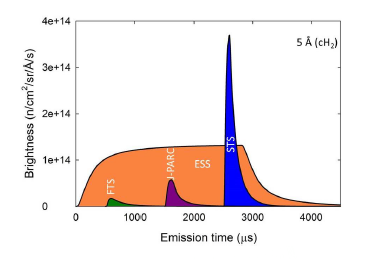 4e+14
3e+14
2e+14
1e+14
0
Brightness (n/cm²/sr/Å/s)
5 Å (cH₂)
FTS
J-PARC
ESS
STS
0
1000
2000
3000
4000
Emission time (μs)